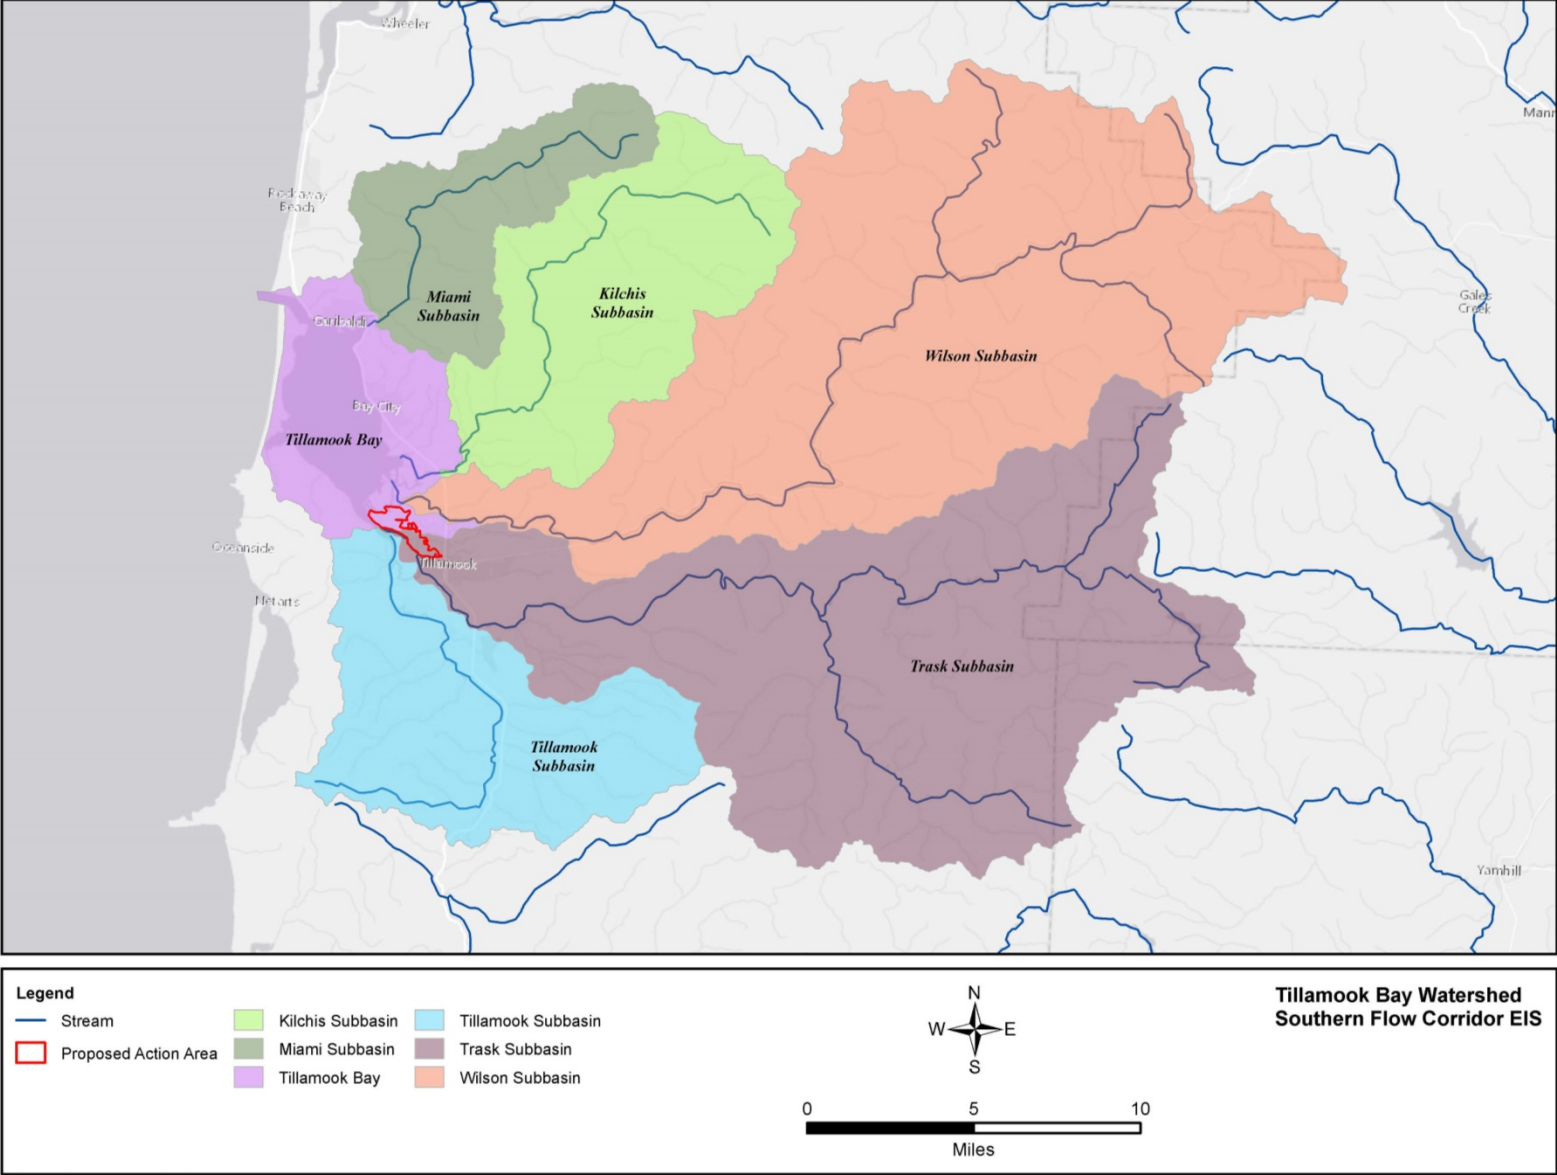 Wheeler
Mann
Rockaway
Beach
Gales
Creek
Miami
Subbasin
Kilchis
Subbasin
Garibaldi
Wilson Subbasin
Bay City
Tillamook Bay
Oceanside
Tillamook
Netarts
Trask Subbasin
Tillamook
Subbasin
Yamhill
Legend
Stream
Proposed Action Area
Kilchis Subbasin
Miami Subbasin
Tillamook Bay
Tillamook Subbasin
Trask Subbasin
Wilson Subbasin
N
W E
S
0 5 10
Miles
Tillamook Bay Watershed
Southern Flow Corridor EIS